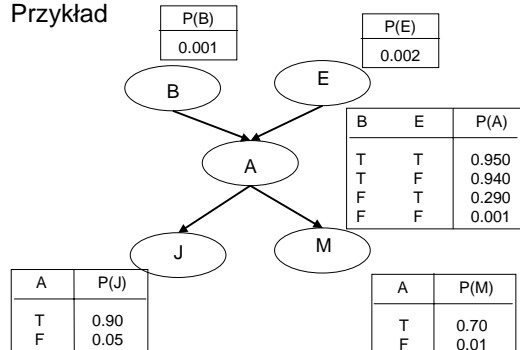 Przykład
P(B)
0.001
P(E)
0.002
B
E
B E P(A)
T T 0.950
T F 0.940
F T 0.290
F F 0.001
A
J
M
A P(J)
T 0.90
F 0.05
A P(M)
T 0.70
F 0.01